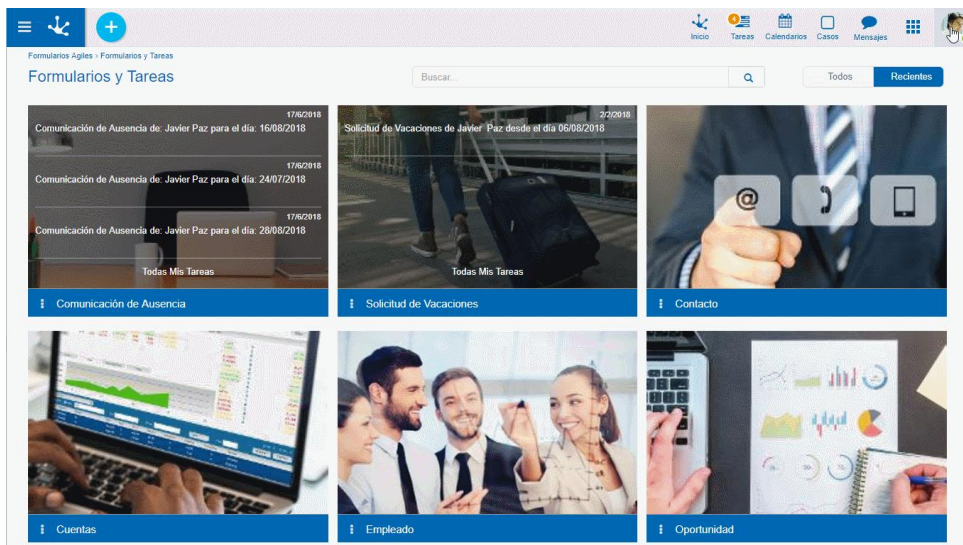 4
Inicio
Tareas
Calendarios
Casos
Mensajes
Formularios Agiles › Formularios y Tareas
Formularios y Tareas
Buscar...
Todos
Recientes
17/6/2018
Comunicación de Ausencia de: Javier Paz para el día: 16/08/2018
17/6/2018
Comunicación de Ausencia de: Javier Paz para el día: 24/07/2018
17/6/2018
Comunicación de Ausencia de: Javier Paz para el día: 28/08/2018
Todas Mis Tareas
Comunicación de Ausencia
2/2/2018
Solicitud de Vacaciones de Javier Paz desde el día 06/08/2018
Todas Mis Tareas
Solicitud de Vacaciones
@
Contacto
Cuentas
Empleado
Oportunidad